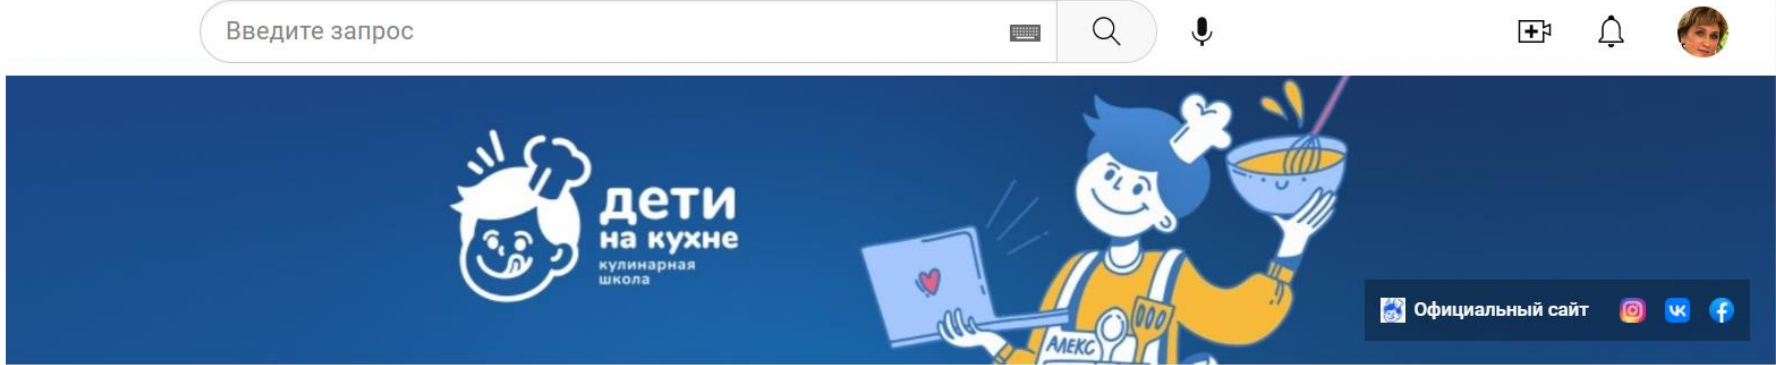 Введите запрос
дети
на кухне
кулинарная
школа
АЛЕКС
Официальный сайт